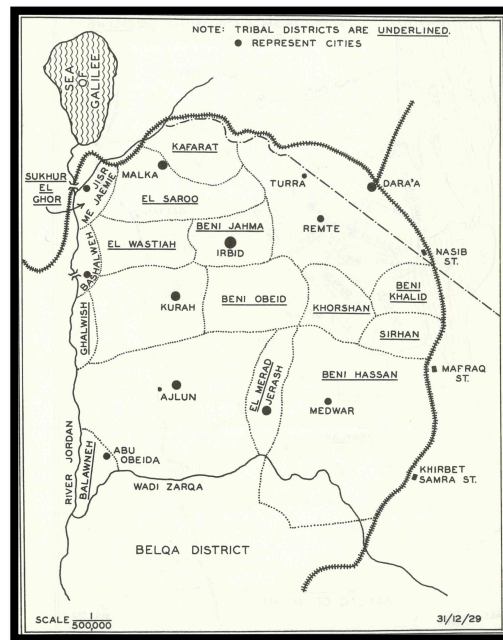 NOTE: TRIBAL DISTRICTS ARE UNDERLINED.
● REPRESENT CITIES
SEA
OF
GALILEE
KAFARAT
SUKHUR
EL
GHOR
JISR
ME JAEMIE
MALKA
EL SAROO
TURRA
DARA'A
BENI JAHMA
IRBID
REMTE
EL WASTIAH
BASHALWEH
NASIB
ST.
BENI
KHALID
KURAH
BENI OBEID
KHORSHAN
GHALWISH
SIRHAN
EL MERAD
JERASH
BENI HASSAN
MAFRAQ
ST.
AJLUN
MEDWAR
ABU
OBEIDA
BALAWNEH
RIVER JORDAN
WADI ZARQA
KHIRBET
SAMRA ST.
BELQA DISTRICT
SCALE 1/500,000
31/12/29